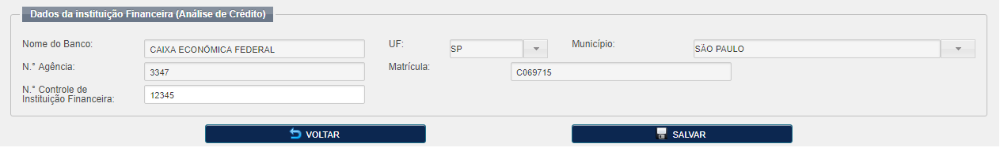 Dados da instituição Financeira (Análise de Crédito)
Nome do Banco: CAIXA ECONÔMICA FEDERAL UF: SP Município: SÃO PAULO
N.° Agência: 3347 Matrícula: C069715
N.° Controle de
Instituição Financeira: 12345
VOLTAR SALVAR